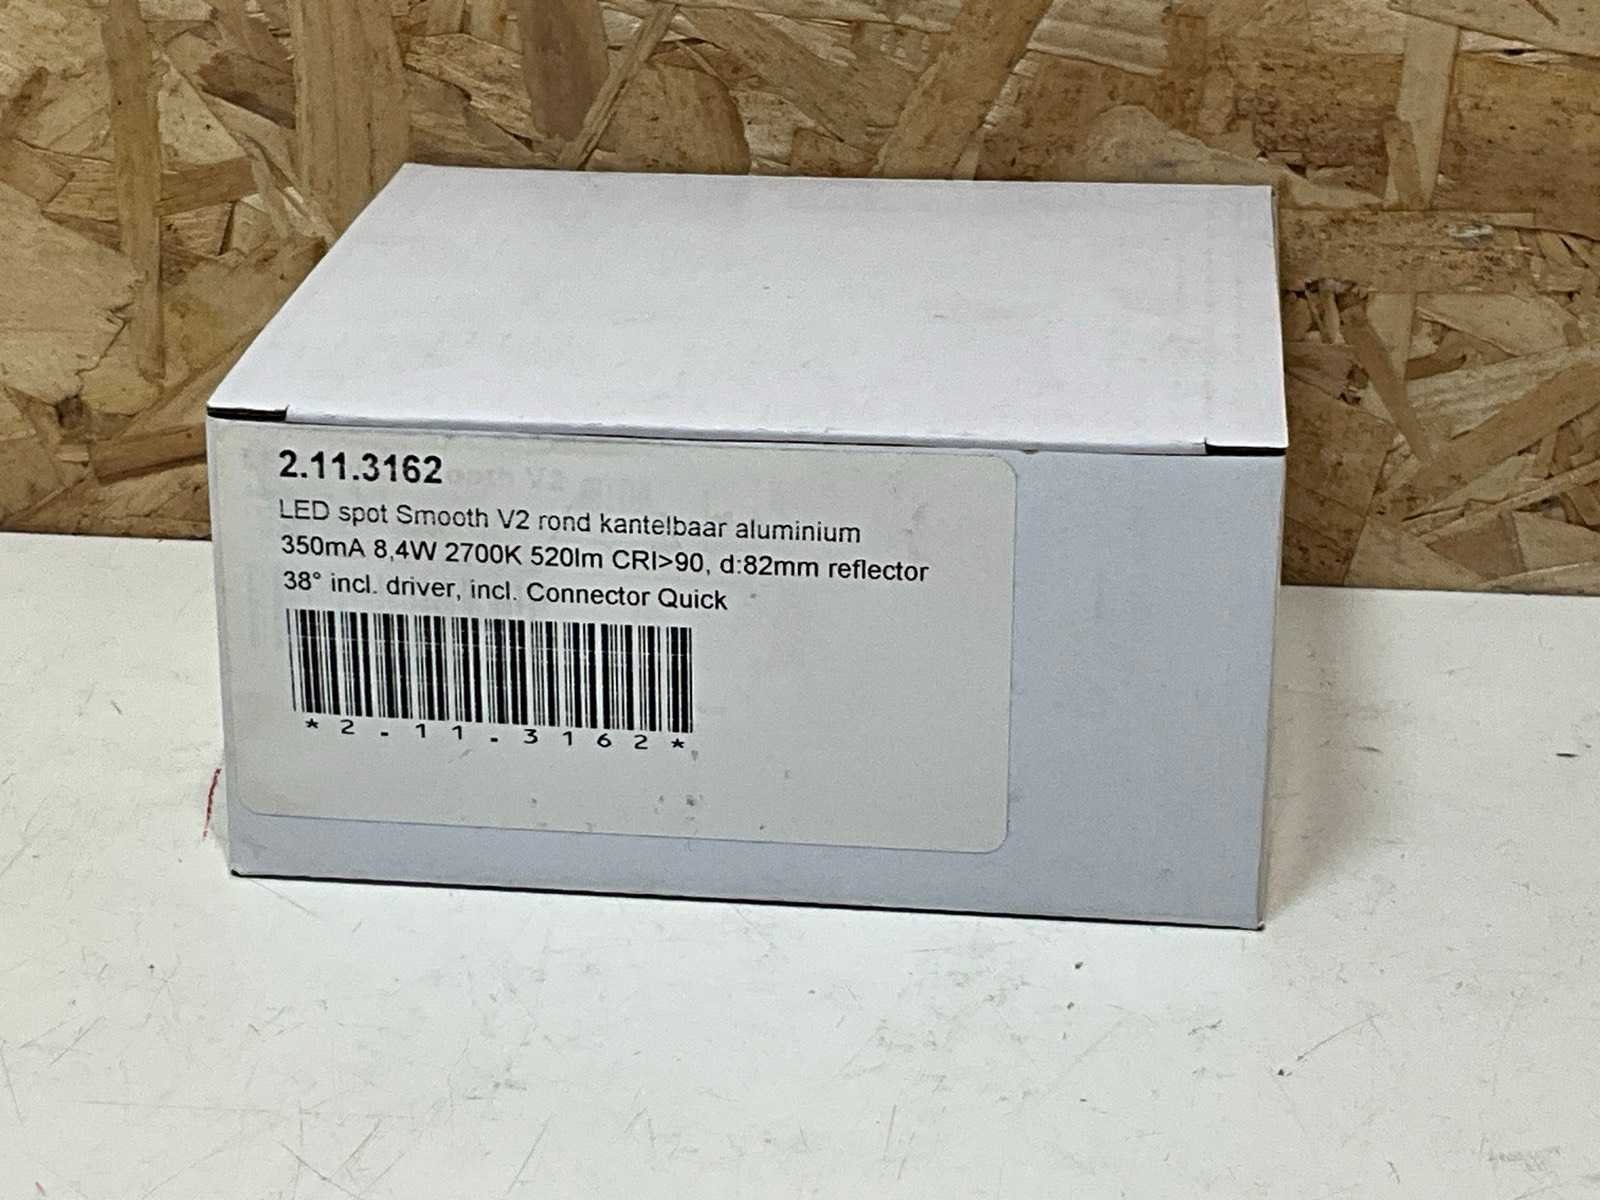 2.11.3162
LED spot Smooth V2 rond kantelbaar aluminium
350mA 8,4W 2700K 520lm CRI>90, d:82mm reflector
38° incl. driver, incl. Connector Quick
*2-11-3162*